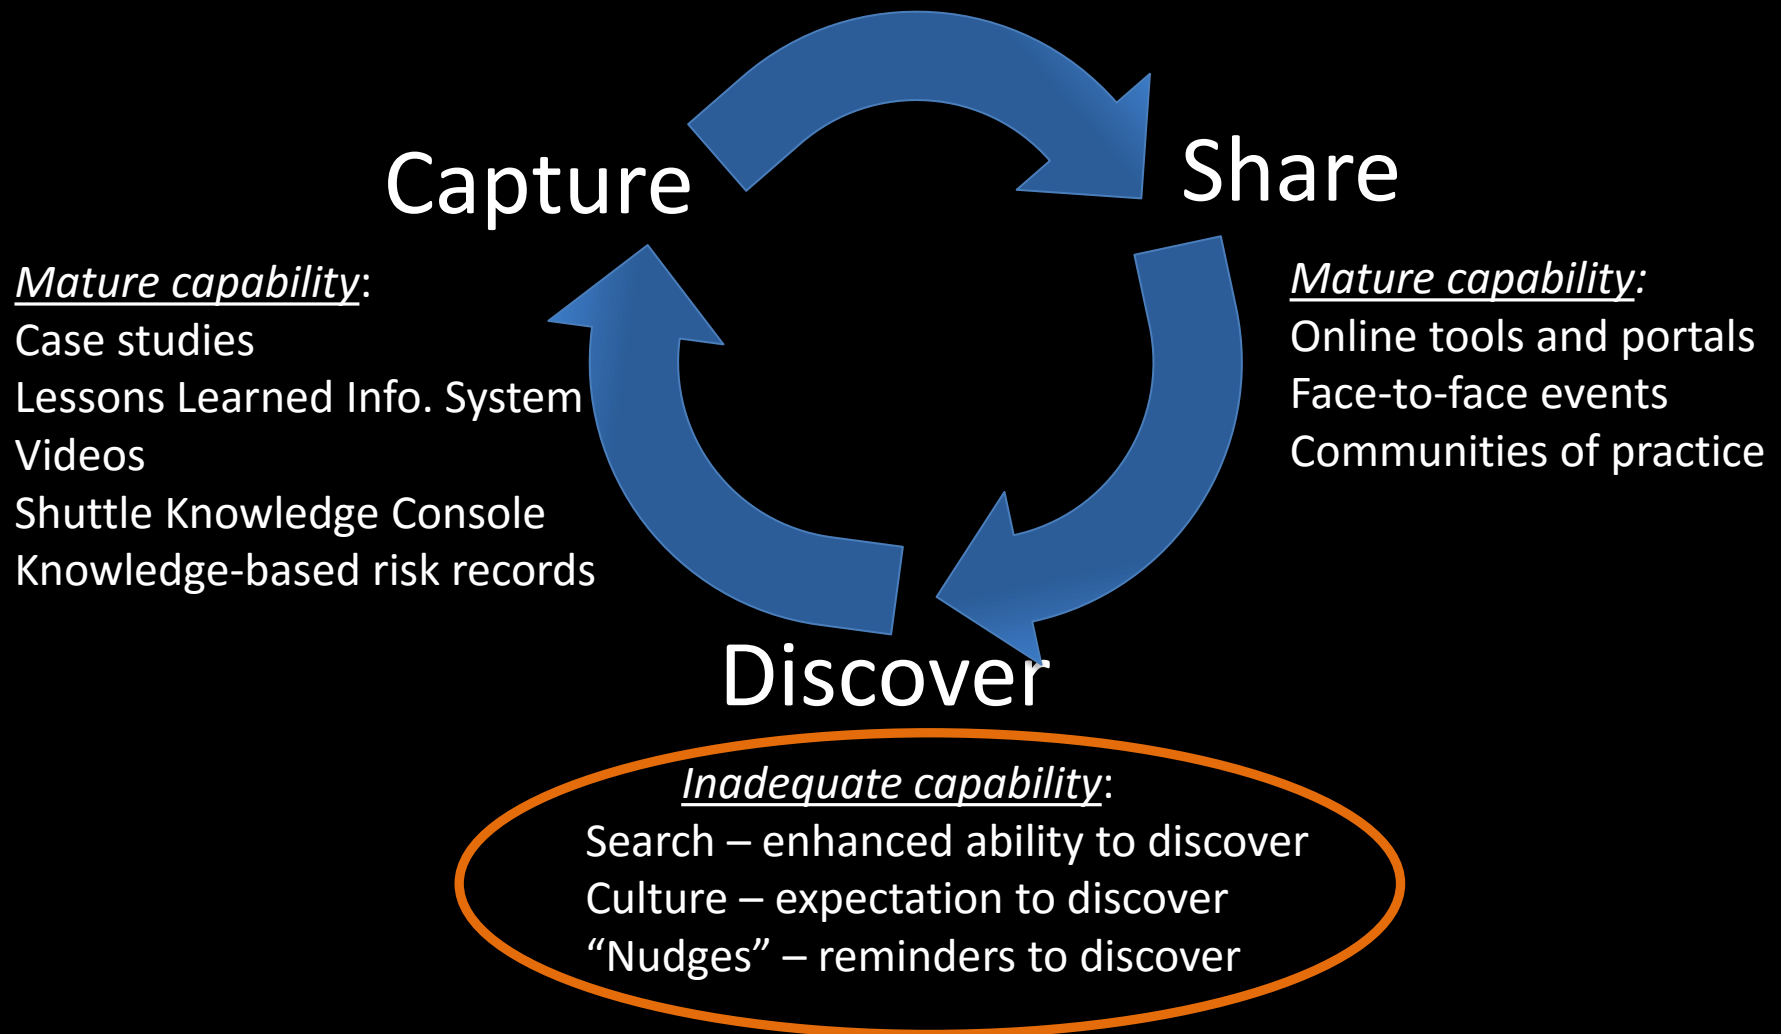 Capture
Share
Mature capability:
Case studies
Lessons Learned Info. System
Videos
Shuttle Knowledge Console
Knowledge-based risk records
Mature capability:
Online tools and portals
Face-to-face events
Communities of practice
Discover
Inadequate capability:
Search – enhanced ability to discover
Culture – expectation to discover
“Nudges” – reminders to discover